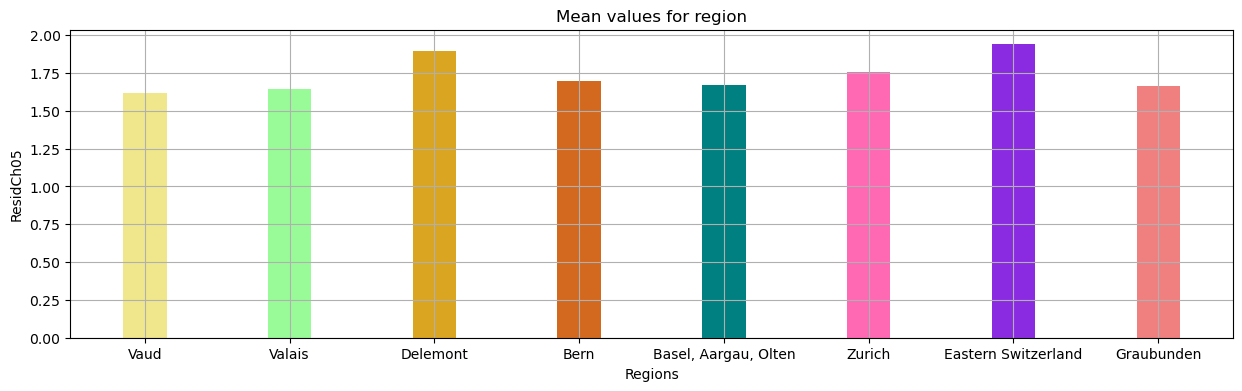 Mean values for region
ResidCh05
2.00
1.75
1.50
1.25
1.00
0.75
0.50
0.25
0.00
Vaud Valais Delemont Bern Basel, Aargau, Olten Zurich Eastern Switzerland Graubunden
Regions